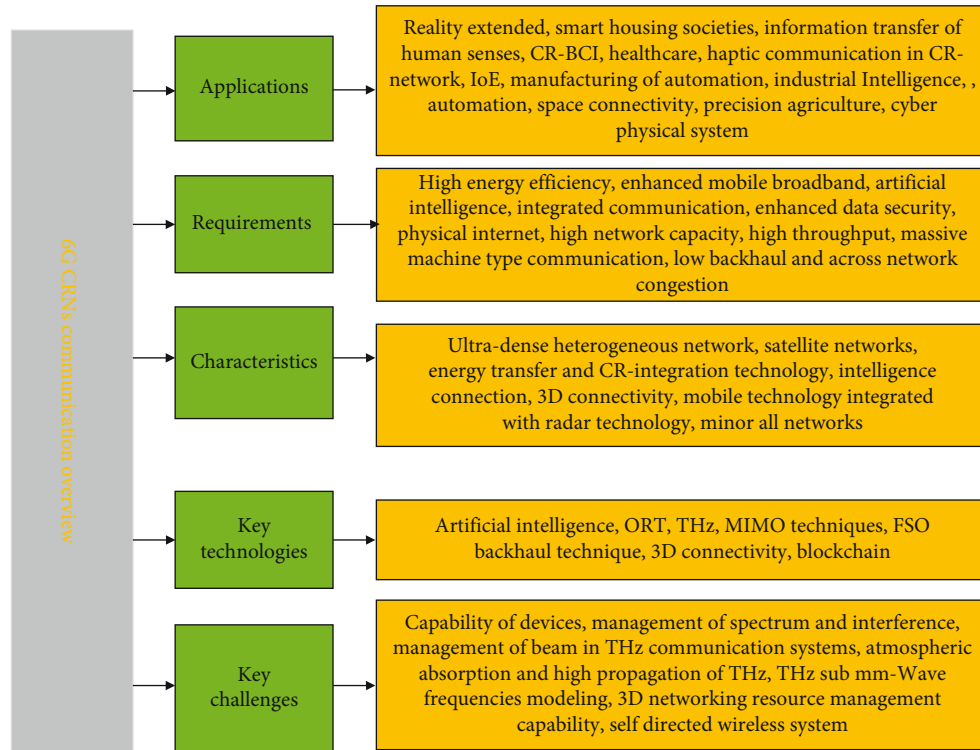 6G CRNs communication overview
Applications
Reality extended, smart housing societies, information transfer of
human senses, CR-BCI, healthcare, haptic communication in CR-
network, IoE, manufacturing of automation, industrial Intelligence, ,
automation, space connectivity, precision agriculture, cyber
physical system
Requirements
High energy efficiency, enhanced mobile broadband, artificial
intelligence, integrated communication, enhanced data security,
physical internet, high network capacity, high throughput, massive
machine type communication, low backhaul and across network
congestion
Characteristics
Ultra-dense heterogeneous network, satellite networks,
energy transfer and CR-integration technology, intelligence
connection, 3D connectivity, mobile technology integrated
with radar technology, minor all networks
Key
technologies
Artificial intelligence, ORT, THz, MIMO techniques, FSO
backhaul technique, 3D connectivity, blockchain
Key
challenges
Capability of devices, management of spectrum and interference,
management of beam in THz communication systems, atmospheric
absorption and high propagation of THz, THz sub mm-Wave
frequencies modeling, 3D networking resource management
capability, self directed wireless system